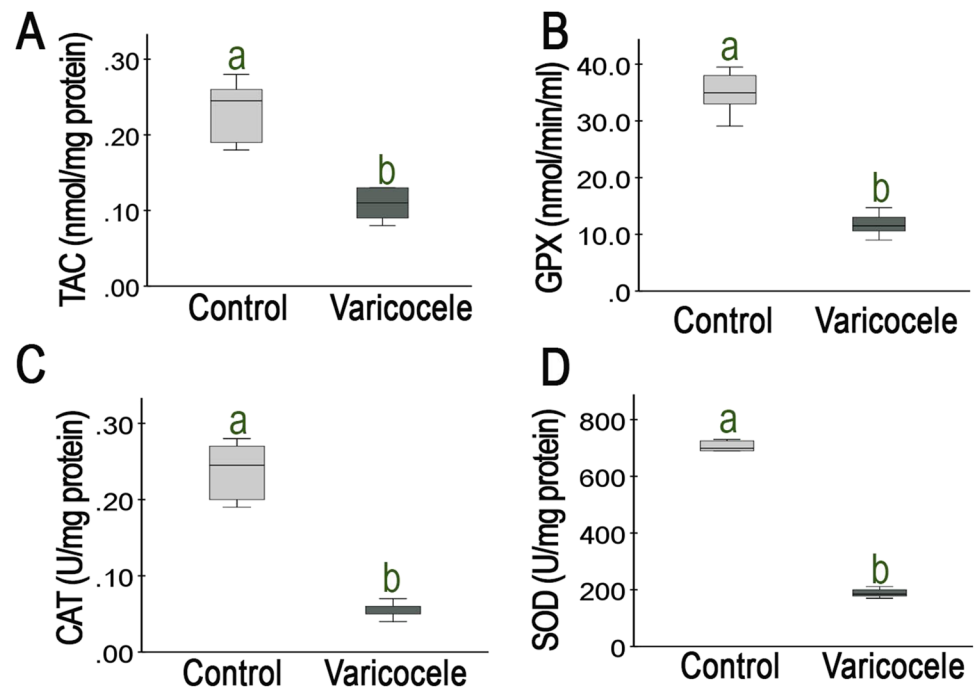 A
TAC (nmol/mg protein)
.30
.20
.10
.00
a
b
Control Varicocele
B
GPX (nmol/min/ml)
40.0
30.0
20.0
10.0
.0
a
b
Control Varicocele
C
CAT (U/mg protein)
.30
.20
.10
.00
a
b
Control Varicocele
D
SOD (U/mg protein)
800
600
400
200
0
a
b
Control Varicocele